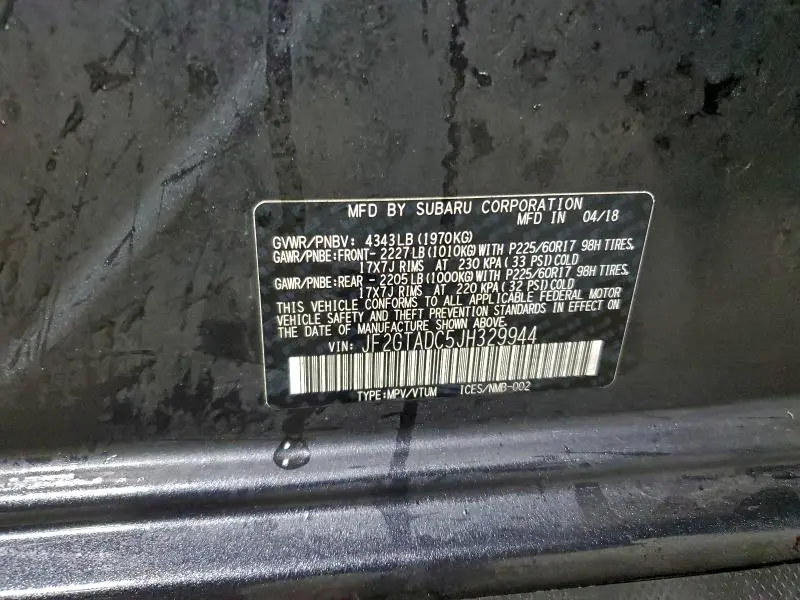 MFD BY SUBARU CORPORATION
MFD IN 04/18
GVWR/PNBV: 4343LB (1970KG)
GAWR/PNBE:FRONT- 2227LB (1010KG) WITH P225/60R17 98H TIRES,
17X7J RIMS AT 230 KPA (33 PSI) COLD
GAWR/PNBE:REAR - 2205LB (1000KG) WITH P225/60R17 98H TIRES,
17X7J RIMS AT 220 KPA (32 PSI) COLD
THIS VEHICLE CONFORMS TO ALL APPLICABLE FEDERAL MOTOR
VEHICLE SAFETY AND THEFT PREVENTION STANDARDS IN EFFECT ON
THE DATE OF MANUFACTURE SHOWN ABOVE.
VIN: JF2GTADC5JH329944
TYPE:MPV/VTUM ICES/NMB-002